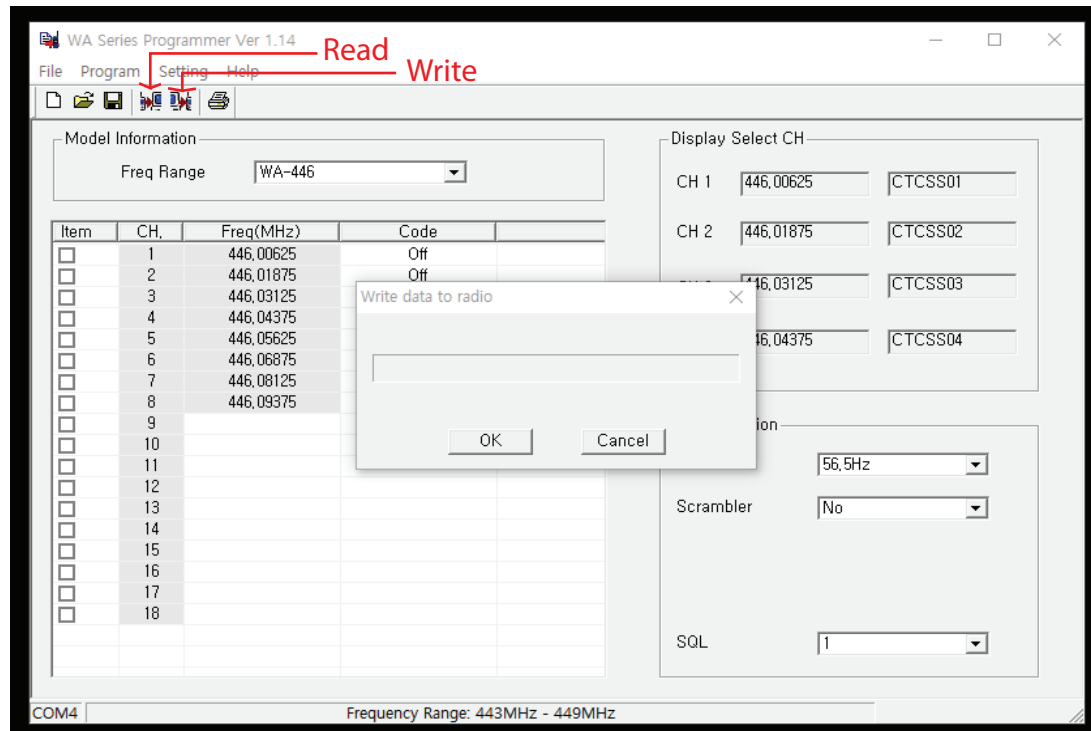 WA Series Programmer Ver 1.14
Read
Write
File Program Setting Help
Model Information
Freq Range WA-446
Item CH. Freq(MHz) Code
1 446,00625 Off
2 446,01875 Off
3 446,03125
4 446,04375
5 446,05625
6 446,06875
7 446,08125
8 446,09375
9
10
11
12
13
14
15
16
17
18
Display Select CH
CH 1 446,00625 CTCSS01
CH 2 446,01875 CTCSS02
446,03125 CTCSS03
46,04375 CTCSS04
Write data to radio
OK Cancel
ion
56,5Hz
Scrambler No
SQL 1
COM4 Frequency Range: 443MHz - 449MHz